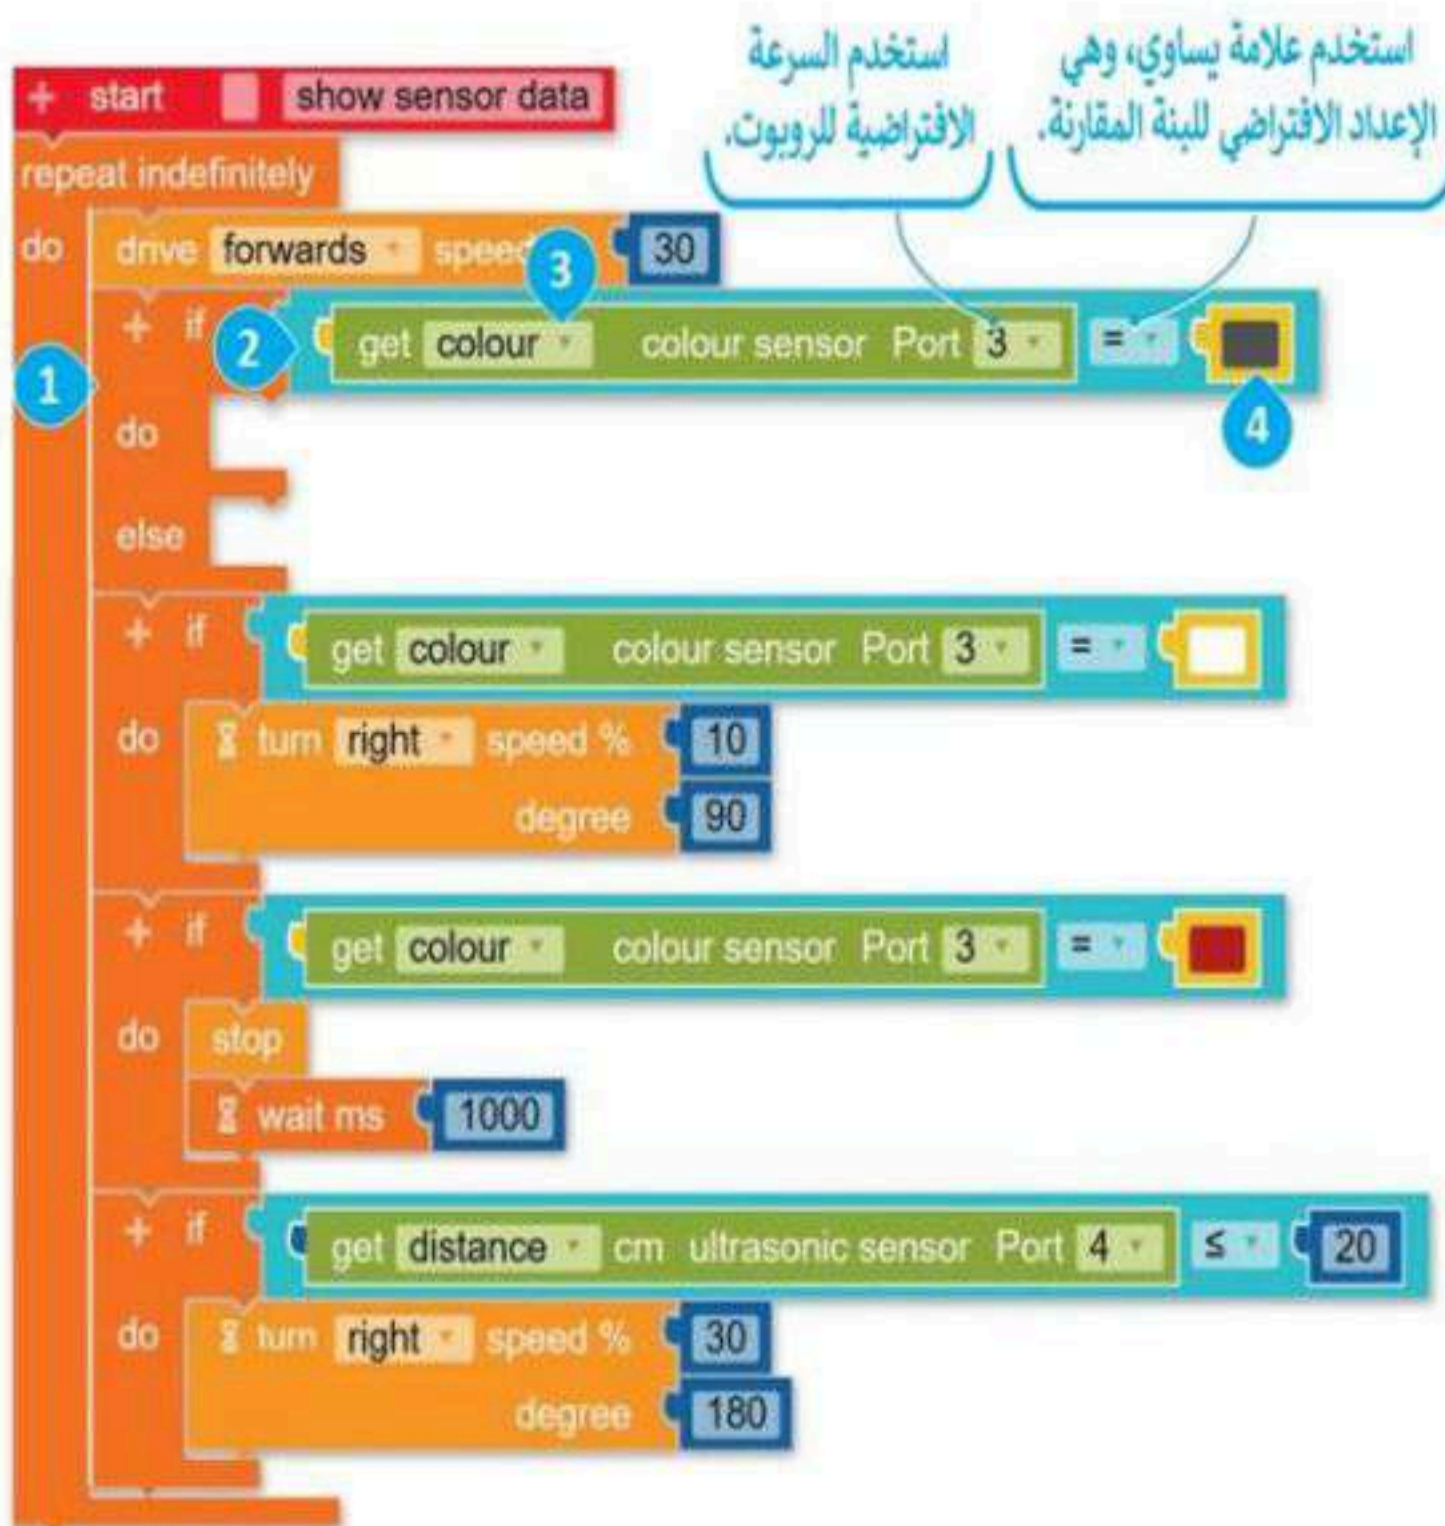 استخدم السرعة
الافتراضية للروبوت.
استخدم علامة يساوي، وهي
الإعداد الافتراضي للبنة المقارنة.
+ start show sensor data
repeat indefinitely
do drive forwards speed 30
3
+ if 2 get colour colour sensor Port 3 =
1
do
4
else
+ if get colour colour sensor Port 3 =
do turn right speed % 10
degree 90
+ if get colour colour sensor Port 3 =
do stop
wait ms 1000
+ if get distance cm ultrasonic sensor Port 4 ≤ 20
do turn right speed % 30
degree 180